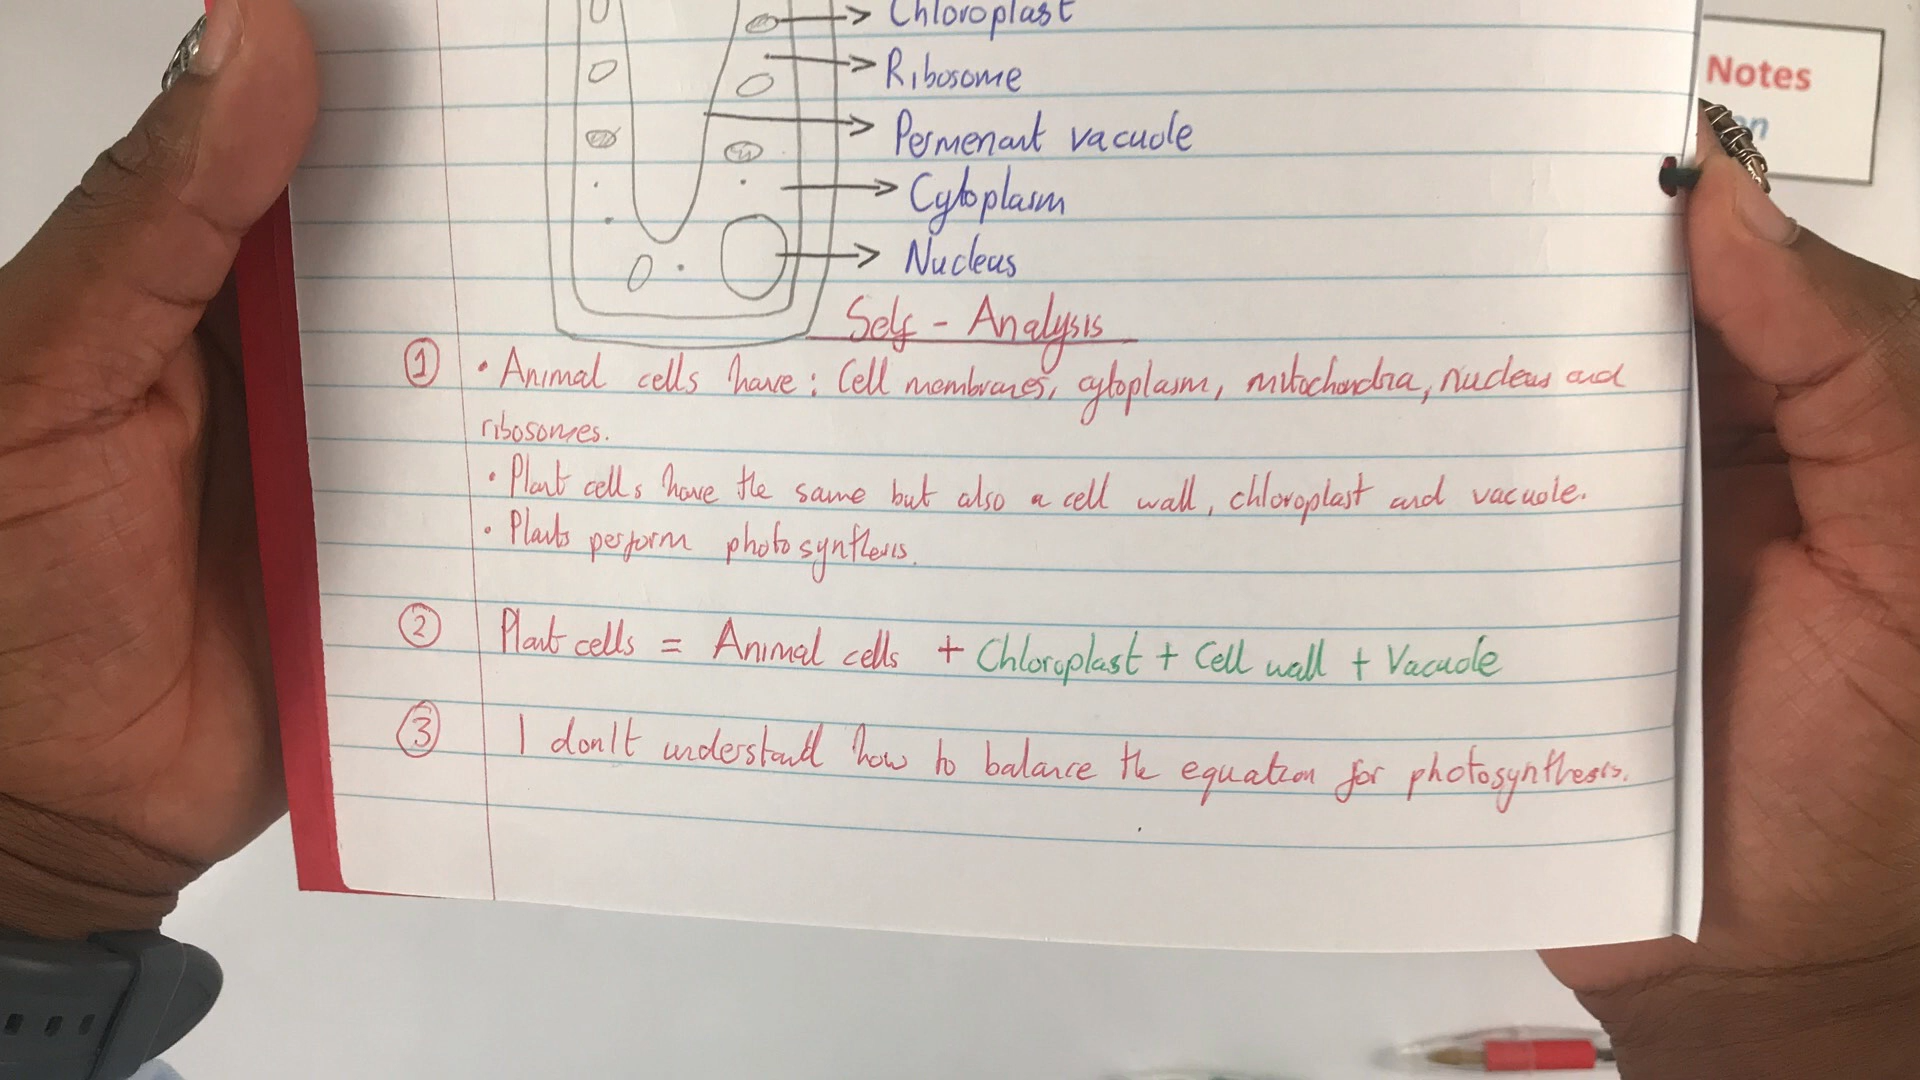 Chloroplast
Notes
Ribosome
Permenant vacuole
Cytoplasm
Nucleus
Self - Analysis
① • Animal cells have: Cell membranes, cytoplasm, mitochondria, nucleus and
ribosomes.
• Plant cells have the same but also a cell wall, chloroplast and vacuole.
• Plants perform photosynthesis.
② Plant cells = Animal cells + Chloroplast + Cell wall + Vacuole
③ I don't understand how to balance the equation for photosynthesis.